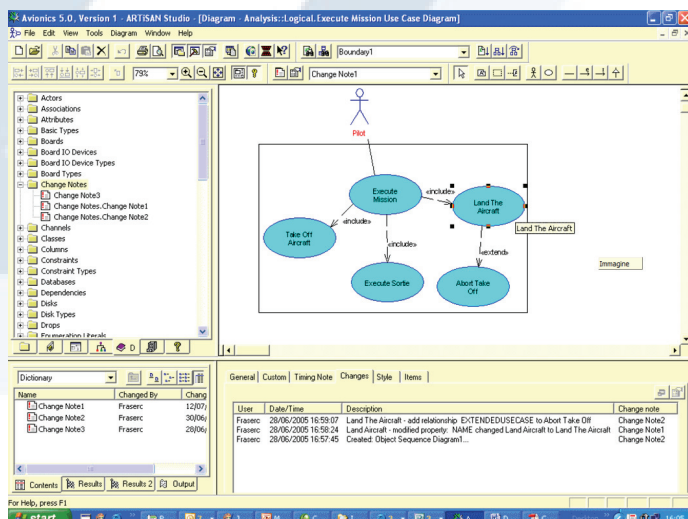 Avionics 5.0, Version 1 - ARTiSAN Studio - [Diagram - Analysis::Logical.Execute Mission Use Case Diagram]
File Edit View Tools Diagram Window Help
Boundary1
79%
Change Note1
Actors
Associations
Attributes
Basic Types
Boards
Board IO Devices
Board IO Device Types
Board Types
Change Notes
Change Note3
Change Notes.Change Note1
Change Notes.Change Note2
Channels
Classes
Columns
Constraints
Constraint Types
Databases
Dependencies
Disks
Disk Types
Drops
Enumeration Literals
D
Pilot
Execute
Mission
«include»
Land The
Aircraft
Land The Aircraft
Take Off
Aircraft
«include»
«include»
«extend»
Execute Sortie
Abort Take
Off
Immagine
Dictionary
Name Changed By Chang
Change Note1 Fraserc 12/07/
Change Note2 Fraserc 30/06/
Change Note3 Fraserc 28/06/
Contents Results Results 2 Output
General Custom Timing Note Changes Style Items
User Date/Time Description Change note
Fraserc 28/06/2005 16:59:07 Land The Aircraft - add relationship EXTENDEDUSECASE to Abort Take Off Change Note2
Fraserc 28/06/2005 16:58:24 Land Aircraft - modified property: NAME changed Land Aircraft to Land The Aircraft Change Note1
Fraserc 28/06/2005 16:57:45 Created: Object Sequence Diagram1... Change Note2
For Help, press F1
start